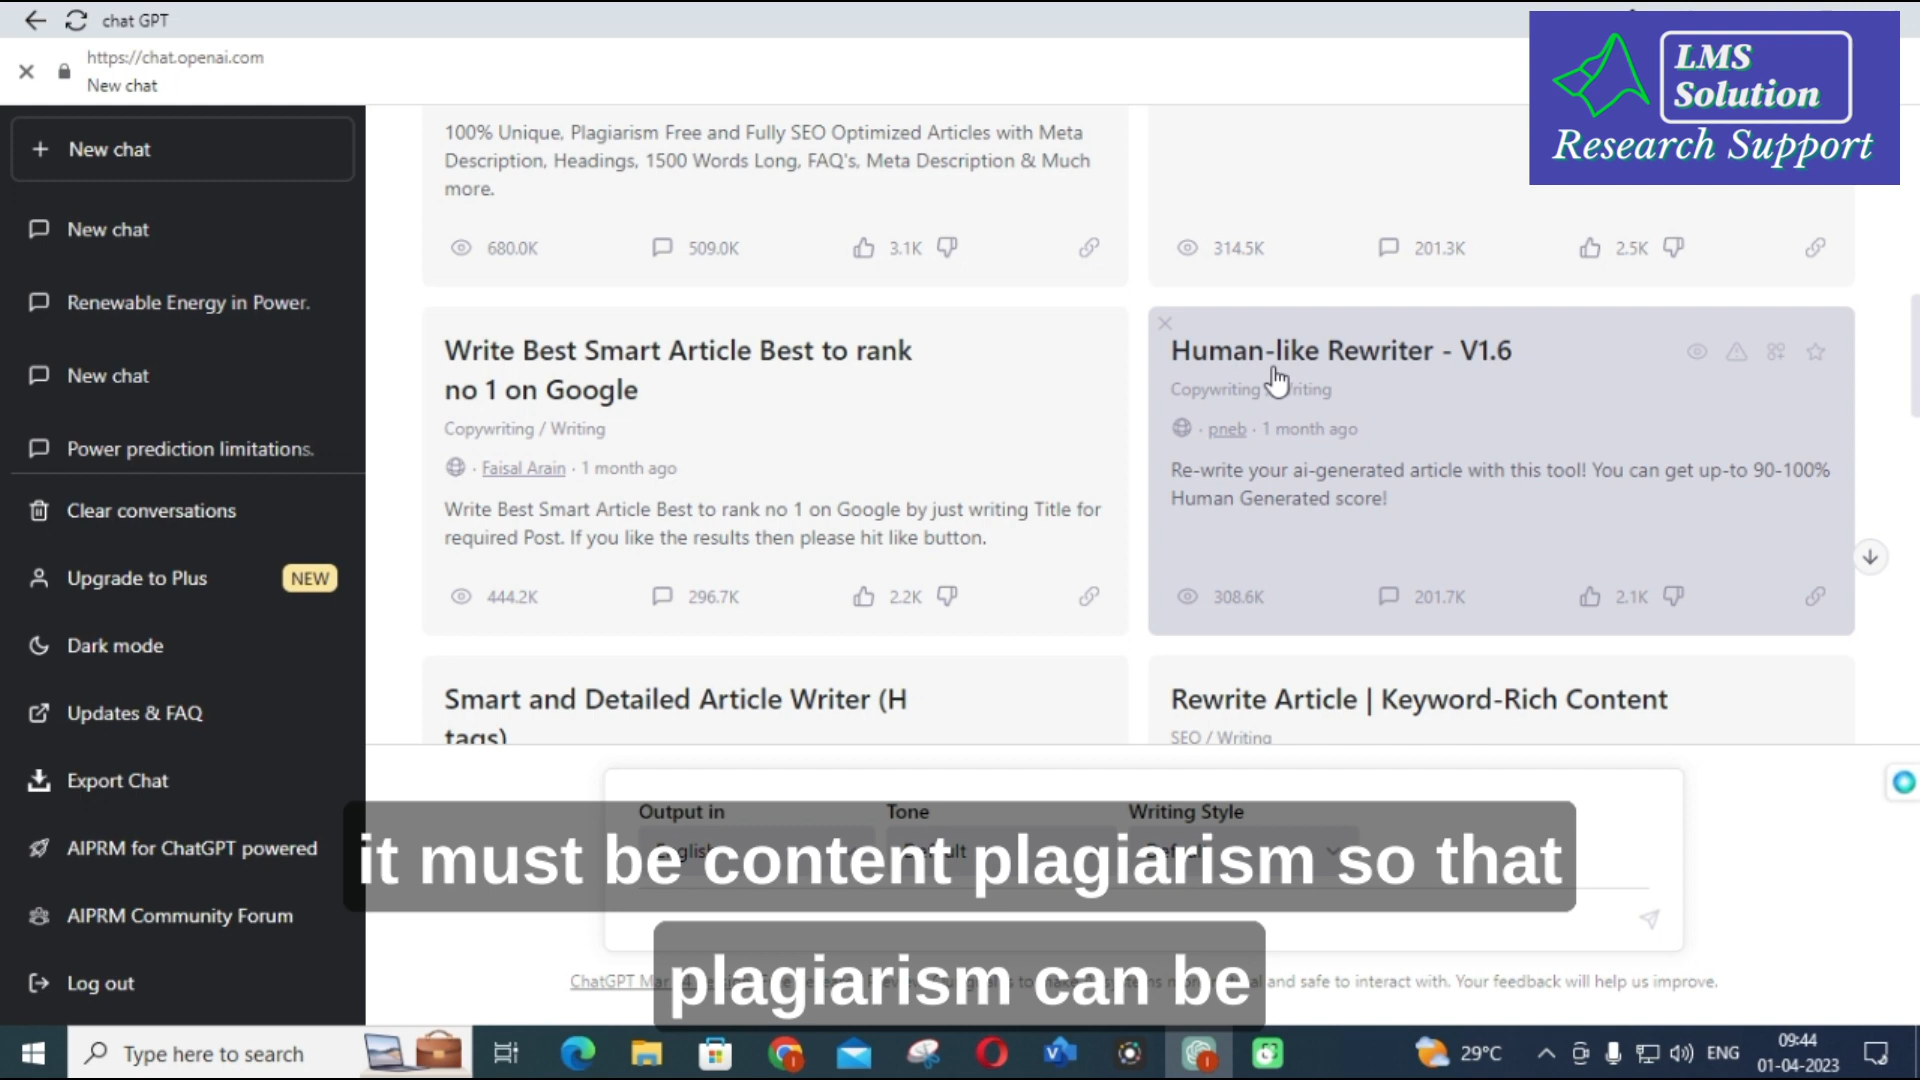 chat GPT
https://chat.openai.com
New chat
LMS
Solution
Research Support
New chat
New chat
Renewable Energy in Power.
New chat
Power prediction limitations.
Clear conversations
Upgrade to Plus
NEW
Dark mode
Updates & FAQ
Export Chat
AIPRM for ChatGPT powered
AIPRM Community Forum
Log out
100% Unique, Plagiarism Free and Fully SEO Optimized Articles with Meta
Description, Headings, 1500 Words Long, FAQ's, Meta Description & Much
more.
680.0K 509.0K 3.1K
314.5K 201.3K 2.5K
Write Best Smart Article Best to rank
no 1 on Google
Copywriting / Writing
· Faisal Arain · 1 month ago
Write Best Smart Article Best to rank no 1 on Google by just writing Title for
required Post. If you like the results then please hit like button.
444.2K 296.7K 2.2K
Human-like Rewriter - V1.6
Copywriting / Writing
· pneb · 1 month ago
Re-write your ai-generated article with this tool! You can get up-to 90-100%
Human Generated score!
308.6K 201.7K 2.1K
Smart and Detailed Article Writer (H
tags)
Rewrite Article | Keyword-Rich Content
SEO / Writing
Output in Tone Writing Style
English Default Default
it must be content plagiarism so that
plagiarism can be
ChatGPT Mar and safe to interact with. Your feedback will help us improve.
Type here to search
29°C
ENG
09:44
01-04-2023